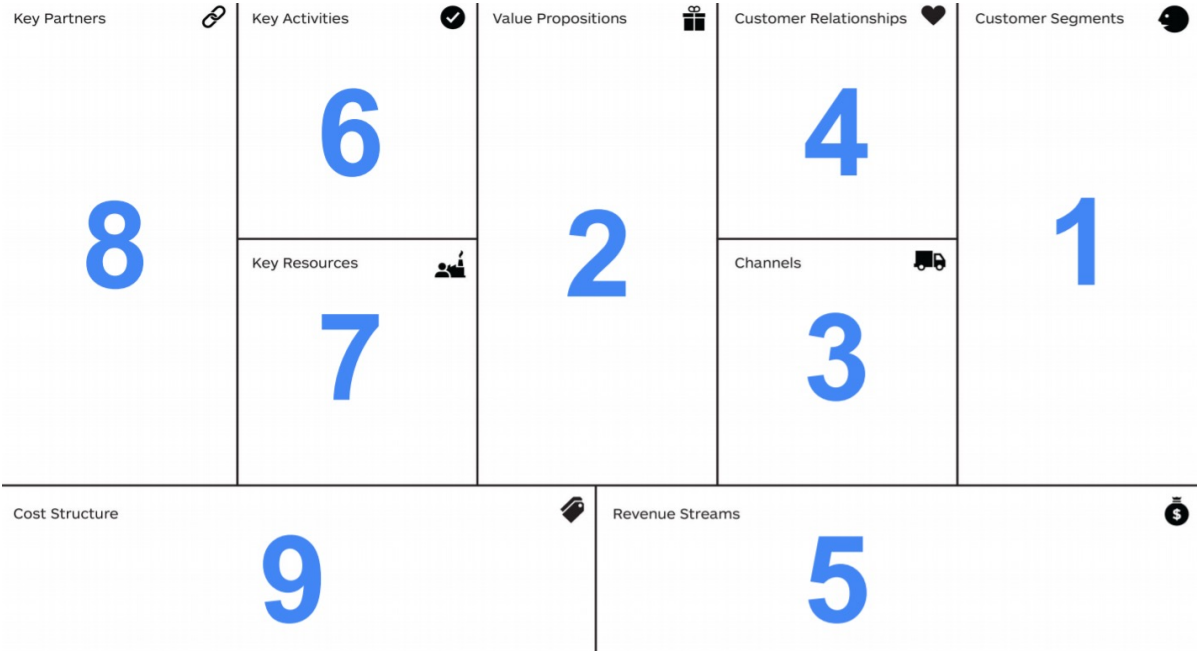 Key Partners
Key Activities
Value Propositions
Customer Relationships
Customer Segments
6
4
8
2
1
Key Resources
Channels
7
3
Cost Structure
Revenue Streams
$
9
5